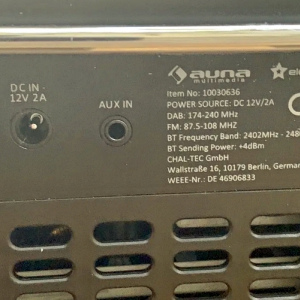 DC IN
12V 2A
AUX IN
auna
multimedia
Item No: 10030636
POWER SOURCE: DC 12V/2A
DAB: 174-240 MHZ
FM: 87.5-108 MHZ
BT Frequency Band: 2402MHZ - 248
BT Sending Power: +4dBm
CHAL-TEC GmbH
Wallstraße 16, 10179 Berlin, German
WEEE-Nr.: DE 46906833